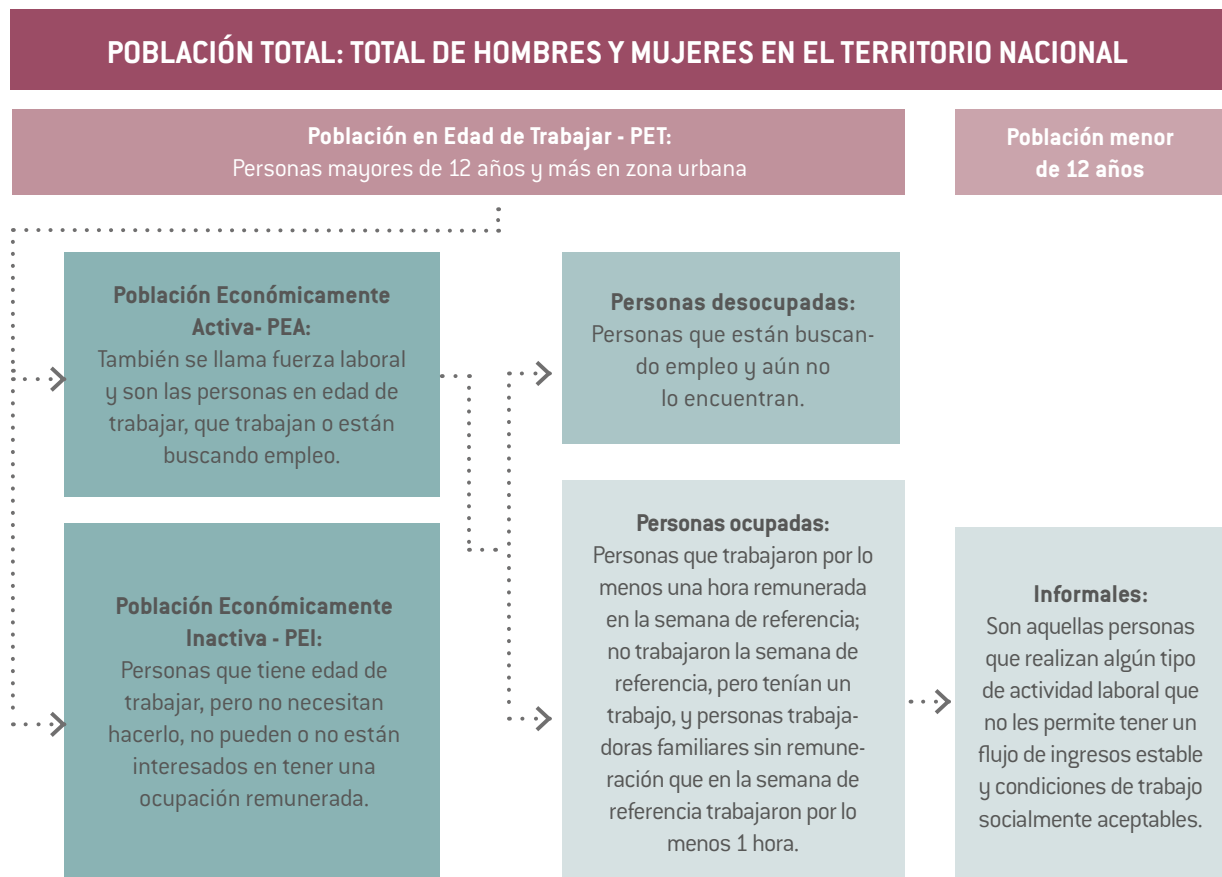 POBLACIÓN TOTAL: TOTAL DE HOMBRES Y MUJERES EN EL TERRITORIO NACIONAL
Población en Edad de Trabajar - PET:
Personas mayores de 12 años y más en zona urbana
Población menor
de 12 años
Población Económicamente
Activa- PEA:
También se llama fuerza laboral
y son las personas en edad de
trabajar, que trabajan o están
buscando empleo.
Personas desocupadas:
Personas que están buscan-
do empleo y aún no
lo encuentran.
Población Económicamente
Inactiva - PEI:
Personas que tiene edad de
trabajar, pero no necesitan
hacerlo, no pueden o no están
interesados en tener una
ocupación remunerada.
Personas ocupadas:
Personas que trabajaron por lo
menos una hora remunerada
en la semana de referencia;
no trabajaron la semana de
referencia, pero tenían un
trabajo, y personas trabaja-
doras familiares sin remune-
ración que en la semana de
referencia trabajaron por lo
menos 1 hora.
Informales:
Son aquellas personas
que realizan algún tipo
de actividad laboral que
no les permite tener un
flujo de ingresos estable
y condiciones de trabajo
socialmente aceptables.